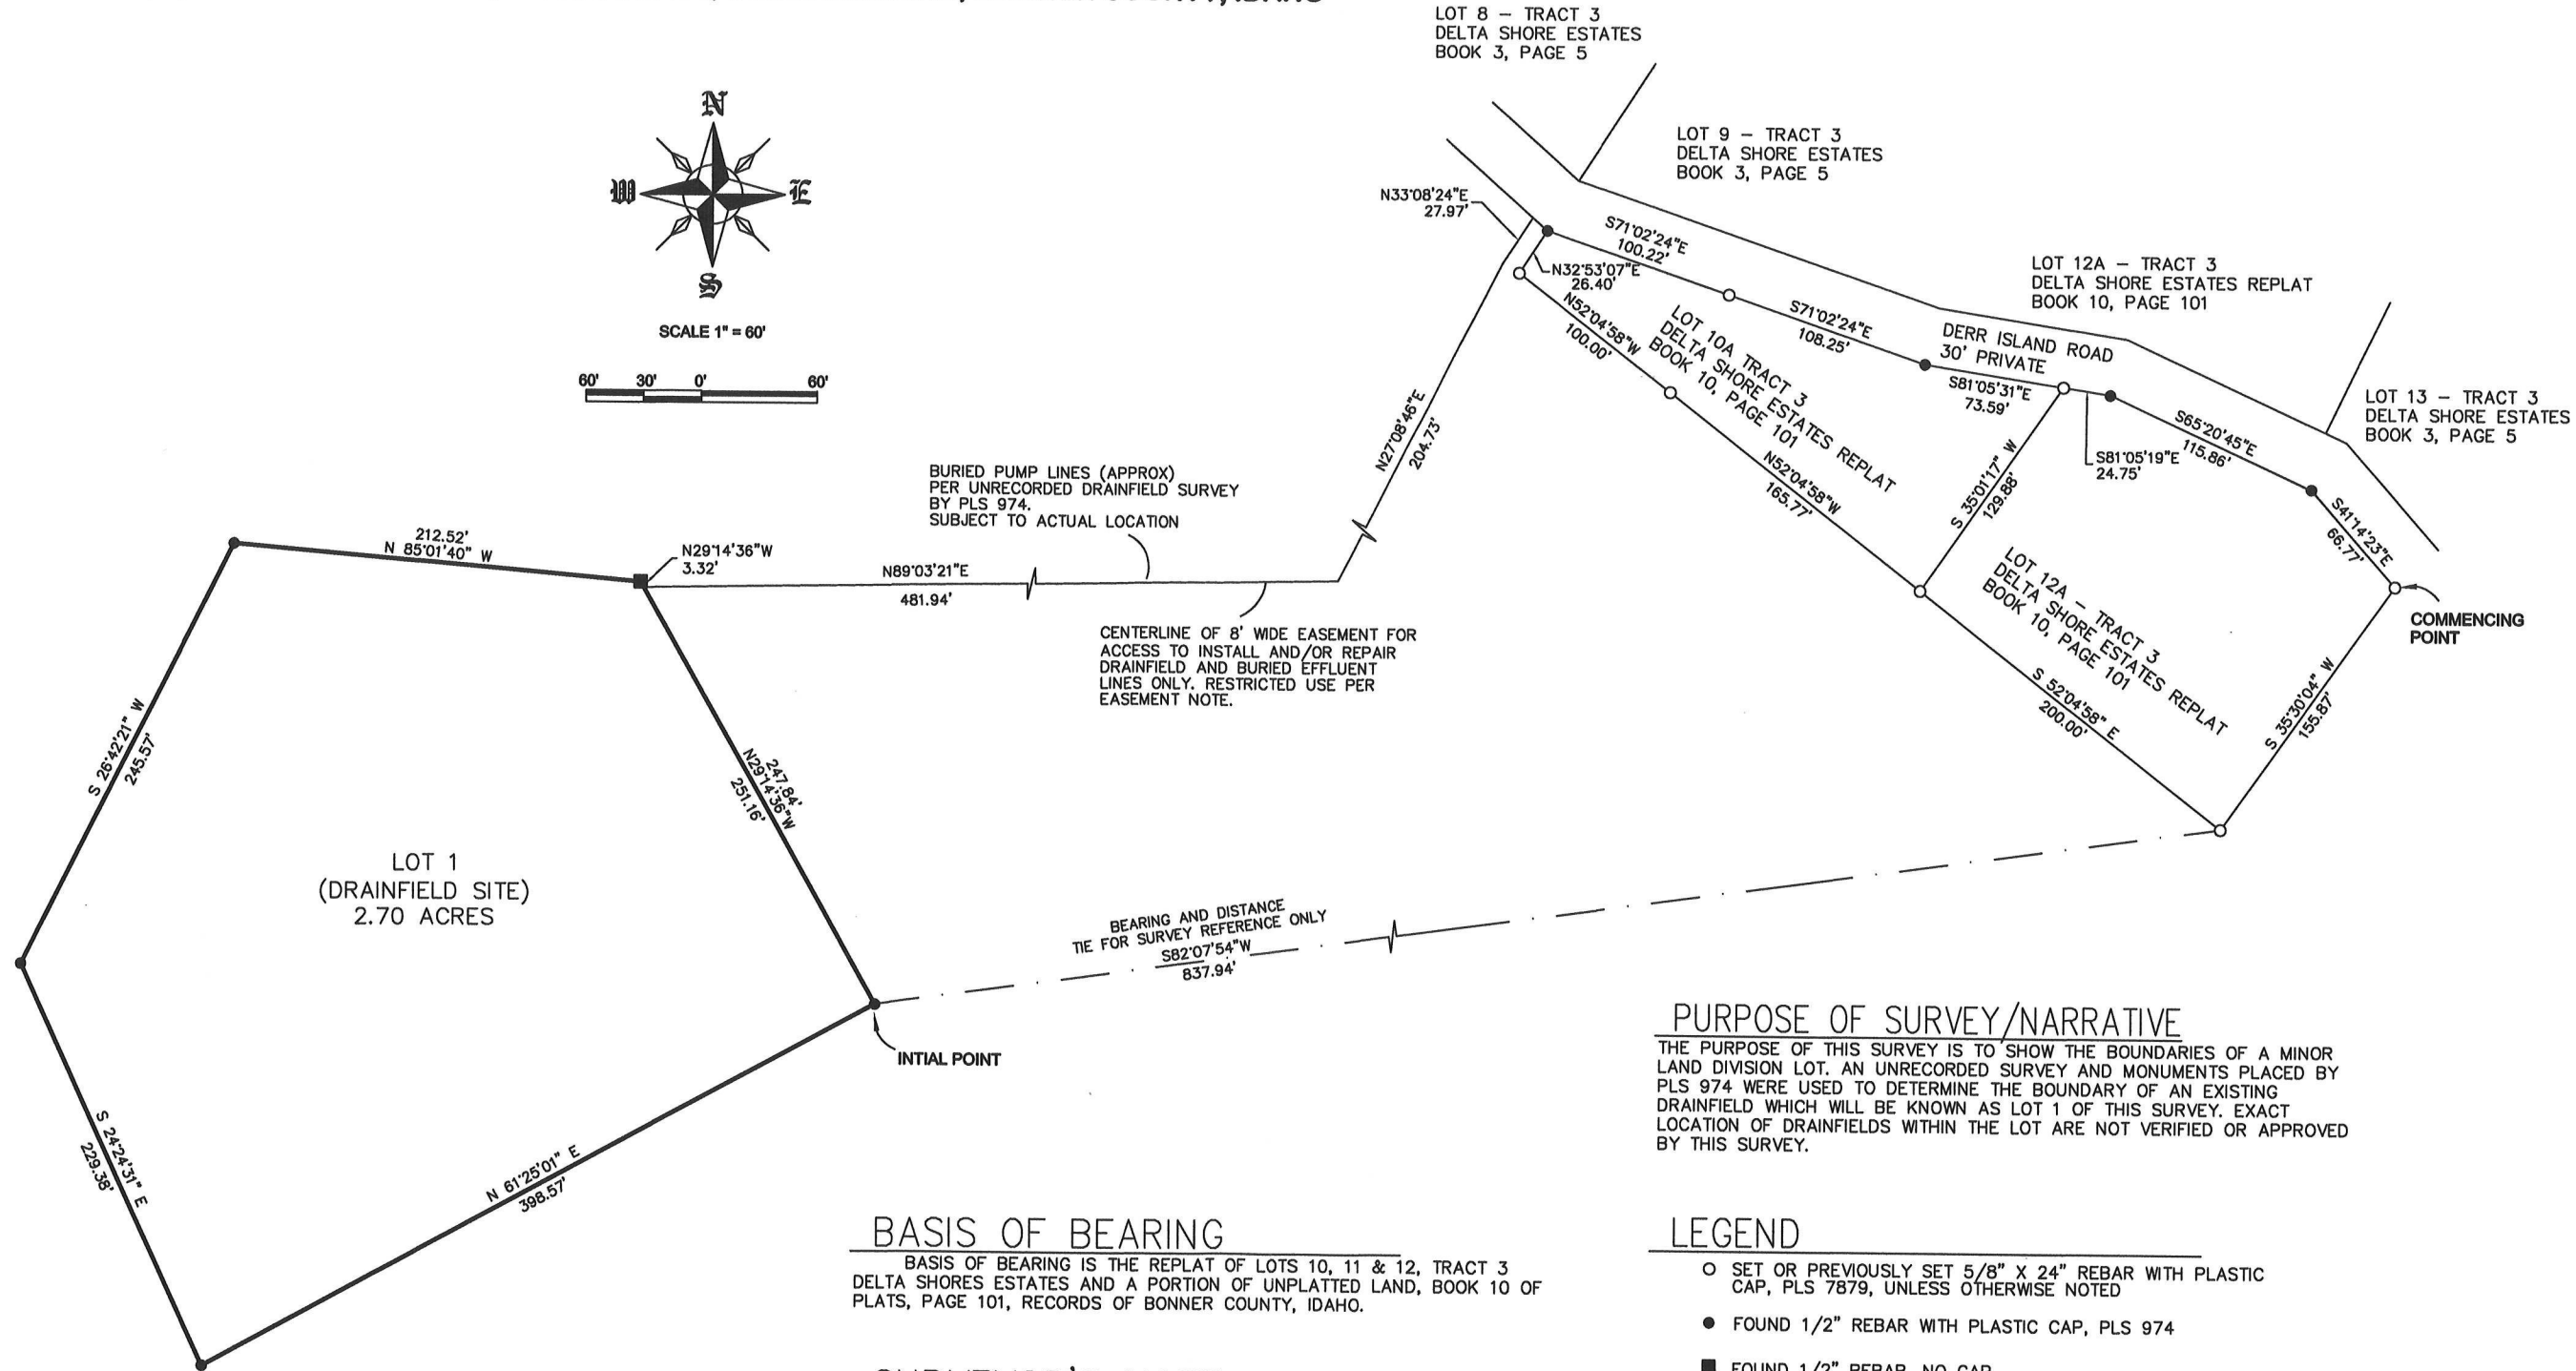 LOT 8 – TRACT 3
DELTA SHORE ESTATES
BOOK 3, PAGE 5
N
W
E
S
SCALE 1" = 60'
60' 30' 0' 60'
LOT 9 – TRACT 3
DELTA SHORE ESTATES
BOOK 3, PAGE 5
N33°08'24"E
27.97'
S71°02'24"E
100.22'
N32°53'07"E
26.40'
LOT 12A – TRACT 3
DELTA SHORE ESTATES REPLAT
BOOK 10, PAGE 101
S71°02'24"E
108.25'
DERR ISLAND ROAD
30' PRIVATE
S81°05'31"E
73.59'
N52°04'58"W
100.00'
LOT 10A TRACT 3
DELTA SHORE ESTATES REPLAT
BOOK 10, PAGE 101
LOT 13 – TRACT 3
DELTA SHORE ESTATES
BOOK 3, PAGE 5
S65°20'45"E
115.86'
S81°05'19"E
24.75'
N27°08'46"E
204.73'
N52°04'58"W
165.77'
S 35°01'17" W
129.88'
S41°14'23"E
66.77'
COMMENCING
POINT
BURIED PUMP LINES (APPROX)
PER UNRECORDED DRAINFIELD SURVEY
BY PLS 974.
SUBJECT TO ACTUAL LOCATION
212.52'
N 85°01'40" W
N29°14'36"W
3.32'
N89°03'21"E
481.94'
CENTERLINE OF 8' WIDE EASEMENT FOR
ACCESS TO INSTALL AND/OR REPAIR
DRAINFIELD AND BURIED EFFLUENT
LINES ONLY. RESTRICTED USE PER
EASEMENT NOTE.
LOT 12A – TRACT 3
DELTA SHORE ESTATES REPLAT
BOOK 10, PAGE 101
S 52°04'58" E
200.00'
S 35°30'04" W
155.87'
S 26°42'21" W
245.57'
247.84'
N29°14'36"W
251.16'
LOT 1
(DRAINFIELD SITE)
2.70 ACRES
BEARING AND DISTANCE
TIE FOR SURVEY REFERENCE ONLY
S82°07'54"W
837.94'
INTIAL POINT
S 24°24'31" E
229.38'
N 61°25'01" E
398.57'
PURPOSE OF SURVEY/NARRATIVE
THE PURPOSE OF THIS SURVEY IS TO SHOW THE BOUNDARIES OF A MINOR
LAND DIVISION LOT. AN UNRECORDED SURVEY AND MONUMENTS PLACED BY
PLS 974 WERE USED TO DETERMINE THE BOUNDARY OF AN EXISTING
DRAINFIELD WHICH WILL BE KNOWN AS LOT 1 OF THIS SURVEY. EXACT
LOCATION OF DRAINFIELDS WITHIN THE LOT ARE NOT VERIFIED OR APPROVED
BY THIS SURVEY.
BASIS OF BEARING
BASIS OF BEARING IS THE REPLAT OF LOTS 10, 11 & 12, TRACT 3
DELTA SHORES ESTATES AND A PORTION OF UNPLATTED LAND, BOOK 10 OF
PLATS, PAGE 101, RECORDS OF BONNER COUNTY, IDAHO.
LEGEND
SET OR PREVIOUSLY SET 5/8" X 24" REBAR WITH PLASTIC
CAP, PLS 7879, UNLESS OTHERWISE NOTED
FOUND 1/2" REBAR WITH PLASTIC CAP, PLS 974
FOUND 1/2" REBAR, NO CAP